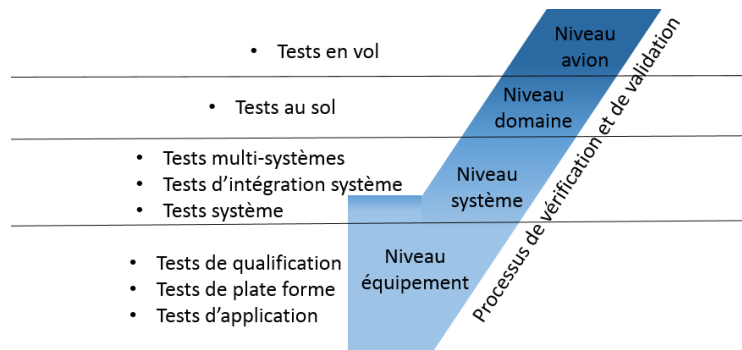 • Tests en vol
Niveau
avion
• Tests au sol
Niveau
domaine
• Tests multi-systèmes
• Tests d'intégration système
• Tests système
Niveau
système
• Tests de qualification
• Tests de plate forme
• Tests d'application
Niveau
équipement
Processus de vérification et de validation